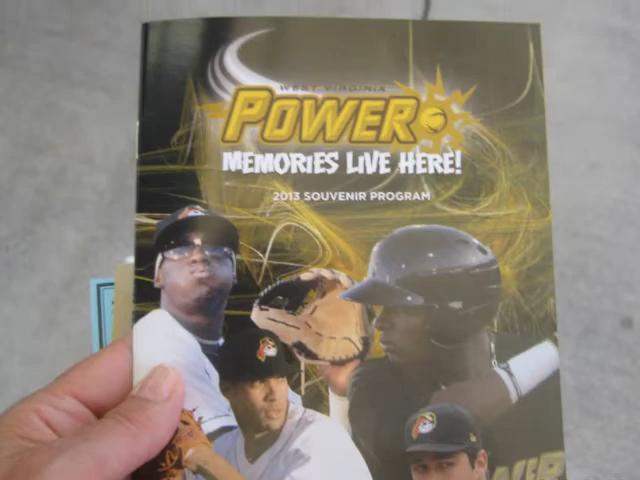 WEST VIRGINIA
POWER
MEMORIES LIVE HERE!
2013 SOUVENIR PROGRAM